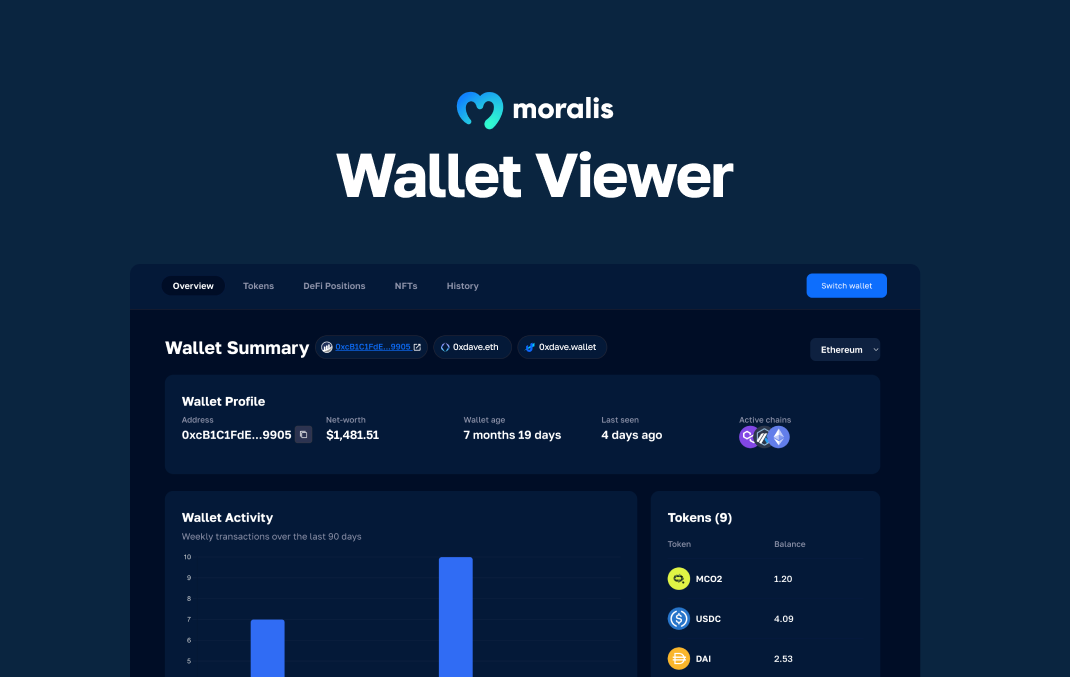 moralis
Wallet Viewer
Overview Tokens DeFi Positions NFTs History Switch wallet
Wallet Summary 0xcB1C1FdE...9905 0xdave.eth 0xdave.wallet Ethereum
Wallet Profile
Address Net-worth Wallet age Last seen Active chains
0xcB1C1FdE...9905 $1,481.51 7 months 19 days 4 days ago
Wallet Activity
Weekly transactions over the last 90 days
10
9
8
7
6
5
Tokens (9)
Token Balance
MCO2 1.20
USDC 4.09
DAI 2.53